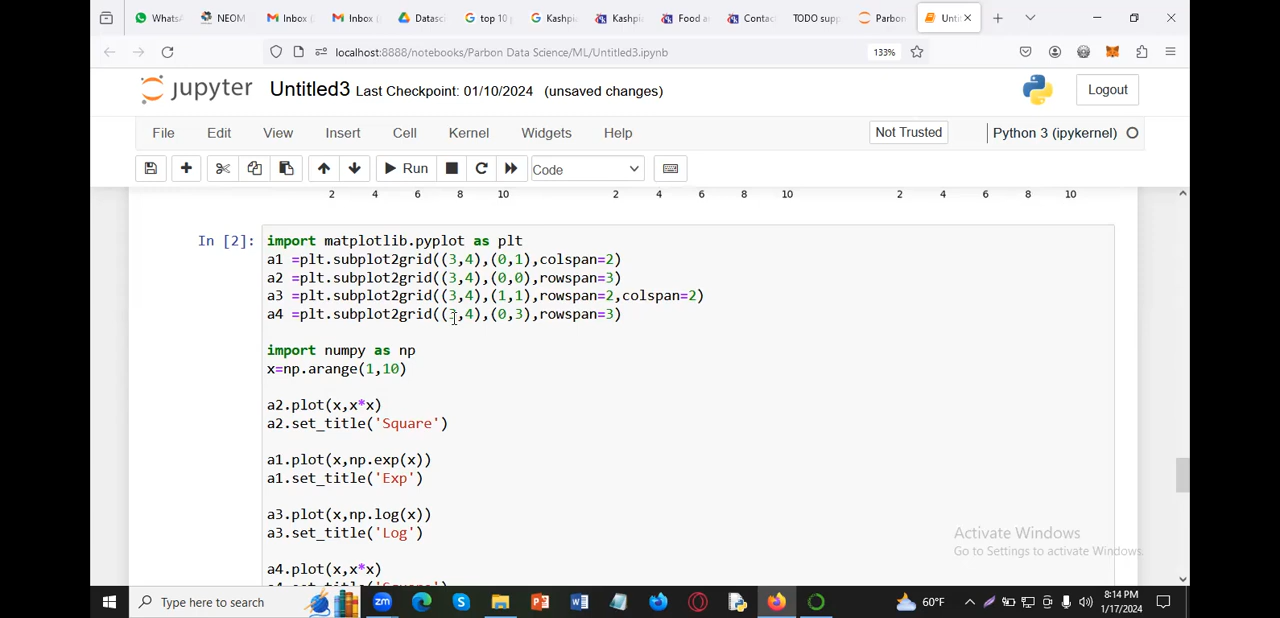 WhatsA
NEOM
Inbox (
Inbox (
Datasc
top 10
Kashpi
Kashpi
Food a
Contac
TODO supp
Parbon
Unti
localhost:8888/notebooks/Parbon Data Science/ML/Untitled3.ipynb
133%
jupyter Untitled3 Last Checkpoint: 01/10/2024 (unsaved changes)
Logout
File Edit View Insert Cell Kernel Widgets Help
Not Trusted
Python 3 (ipykernel)
Run
Code
2 4 6 8 10 2 4 6 8 10 2 4 6 8 10
In [2]: import matplotlib.pyplot as plt
a1 =plt.subplot2grid((3,4),(0,1),colspan=2)
a2 =plt.subplot2grid((3,4),(0,0),rowspan=3)
a3 =plt.subplot2grid((3,4),(1,1),rowspan=2,colspan=2)
a4 =plt.subplot2grid((3,4),(0,3),rowspan=3)
import numpy as np
x=np.arange(1,10)
a2.plot(x,x*x)
a2.set_title('Square')
a1.plot(x,np.exp(x))
a1.set_title('Exp')
a3.plot(x,np.log(x))
a3.set_title('Log')
a4.plot(x,x*x)
a4.set_title('Square')
Activate Windows
Go to Settings to activate Windows.
Type here to search
60°F
8:14 PM
1/17/2024